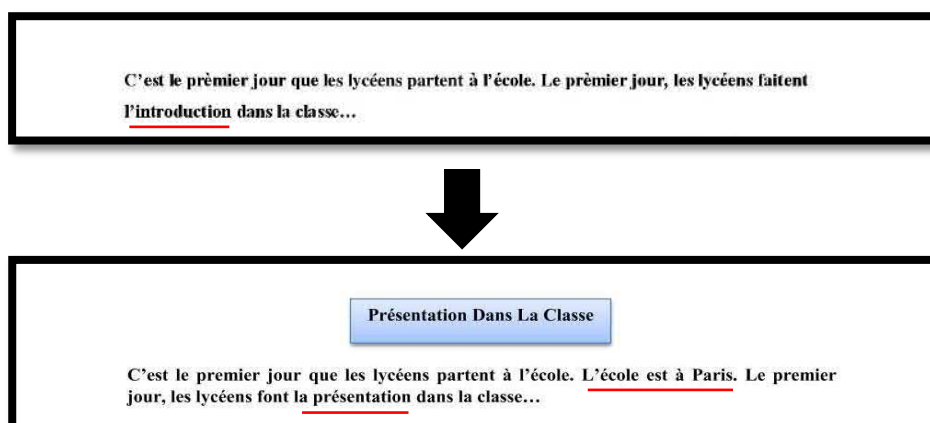 C’est le prèmier jour que les lycéens partent à l’école. Le prèmier jour, les lycéens faitent
l’introduction dans la classe…
Présentation Dans La Classe
C’est le premier jour que les lycéens partent à l’école. L’école est à Paris. Le premier
jour, les lycéens font la présentation dans la classe…